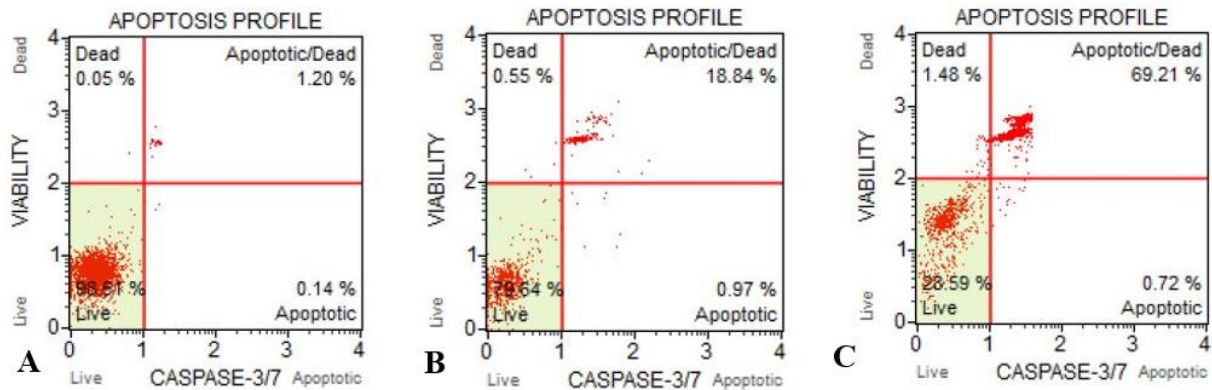 APOPTOSIS PROFILE
4
Dead
Dead
0.05 %
Apoptotic/Dead
1.20 %
3
VIABILITY
2
1
98.61 %
Live
0.14 %
Apoptotic
Live
0
0 1 2 3 4
A
Live
CASPASE-3/7
Apoptotic
APOPTOSIS PROFILE
4
Dead
Dead
0.55 %
Apoptotic/Dead
18.84 %
3
VIABILITY
2
1
79.64 %
Live
0.97 %
Apoptotic
Live
0
0 1 2 3 4
B
Live
CASPASE-3/7
Apoptotic
APOPTOSIS PROFILE
4
Dead
Dead
1.48 %
Apoptotic/Dead
69.21 %
3
VIABILITY
2
1
28.59 %
Live
0.72 %
Apoptotic
Live
0
0 1 2 3 4
C
Live
CASPASE-3/7
Apoptotic